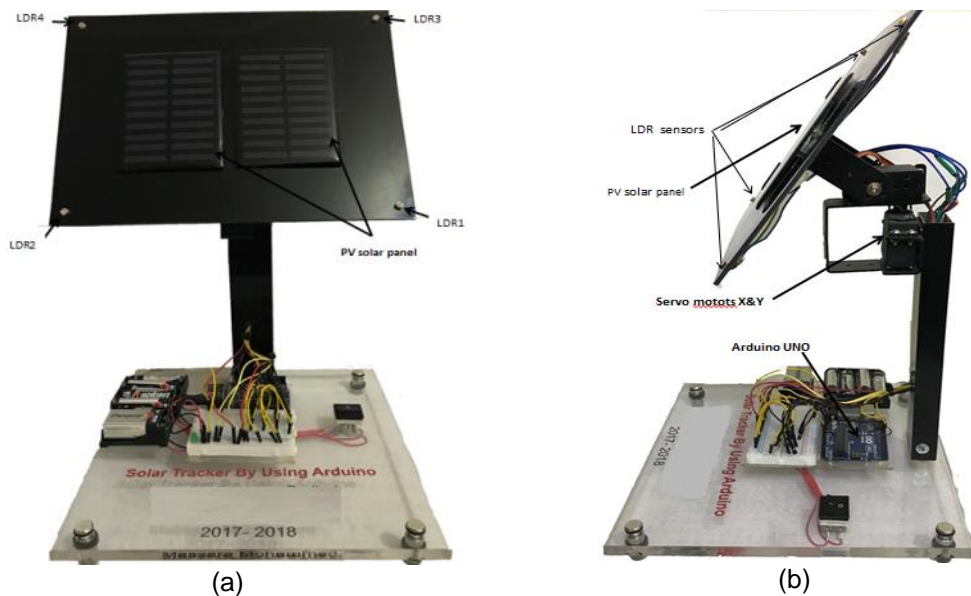 LDR4
LDR3
LDR2
LDR1
PV solar panel
Solar Tracker By Using Arduino
2017- 2018
(a)
LDR sensors
PV solar panel
Servo motots X&Y
Arduino UNO
Solar Tracker By Using Arduino
2017- 2018
(b)